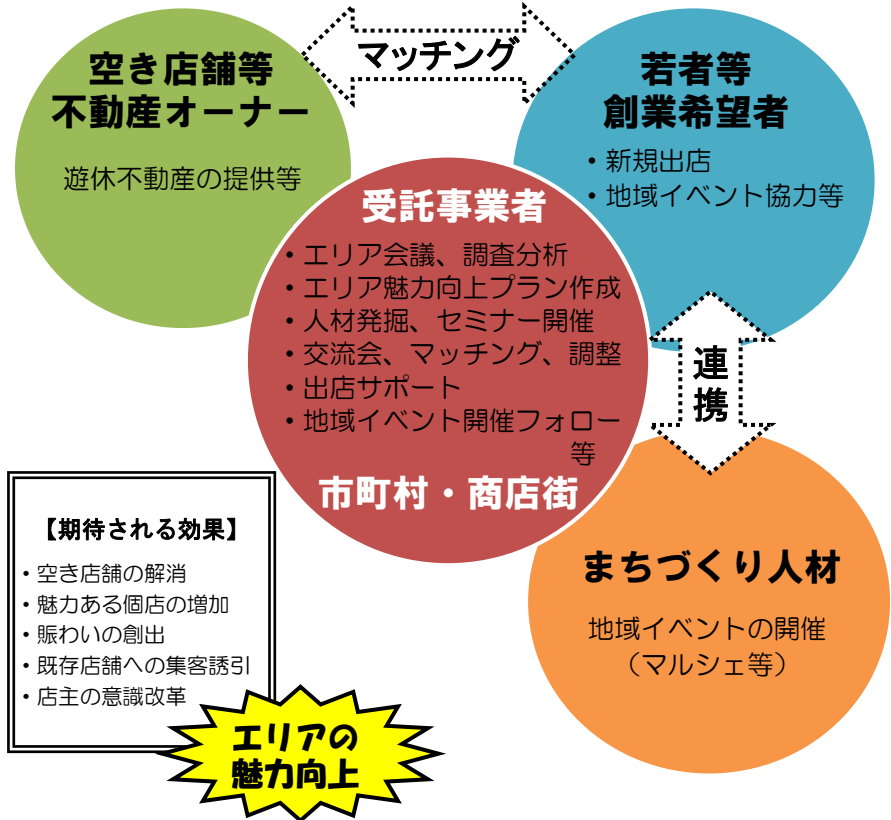 マッチング
空き店舗等
不動産オーナー
遊休不動産の提供等
若者等
創業希望者
・新規出店
・地域イベント協力等
受託事業者
・エリア会議、調査分析
・エリア魅力向上プラン作成
・人材発掘、セミナー開催
・交流会、マッチング、調整
・出店サポート
・地域イベント開催フォロー
等
市町村・商店街
連
携
まちづくり人材
地域イベントの開催
（マルシェ等）
【期待される効果】
・空き店舗の解消
・魅力ある個店の増加
・賑わいの創出
・既存店舗への集客誘引
・店主の意識改革
エリアの
魅力向上